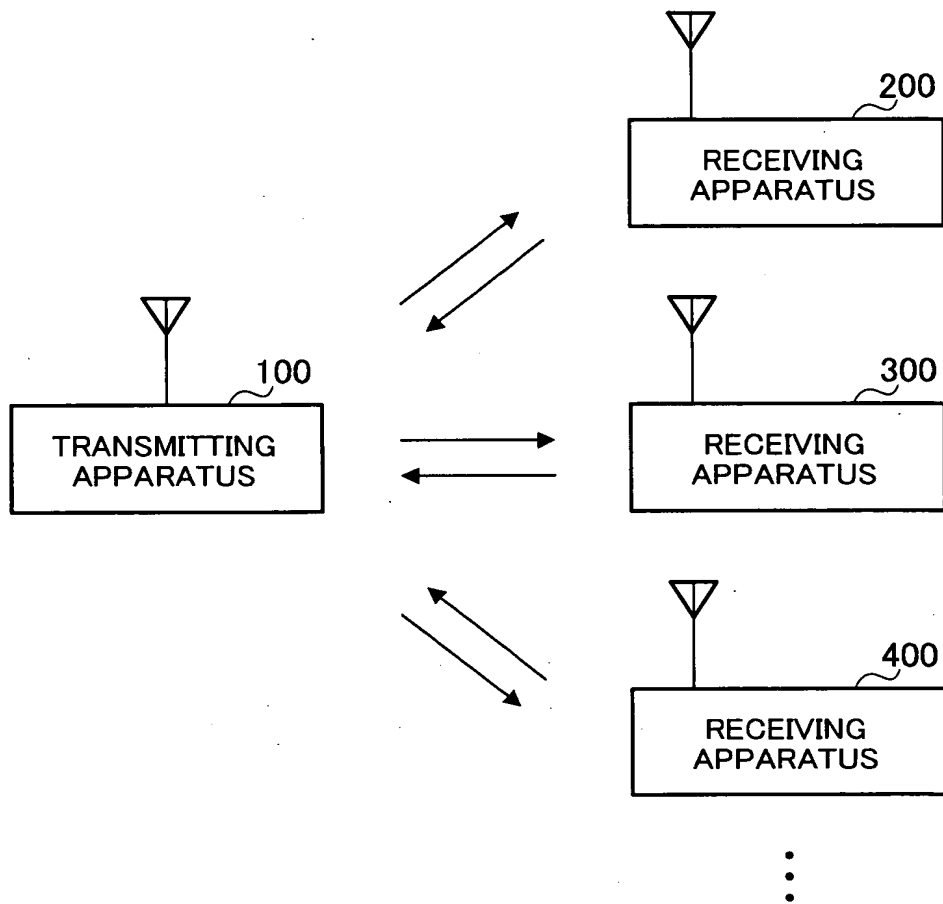 200
RECEIVING
APPARATUS
100
TRANSMITTING
APPARATUS
300
RECEIVING
APPARATUS
400
RECEIVING
APPARATUS